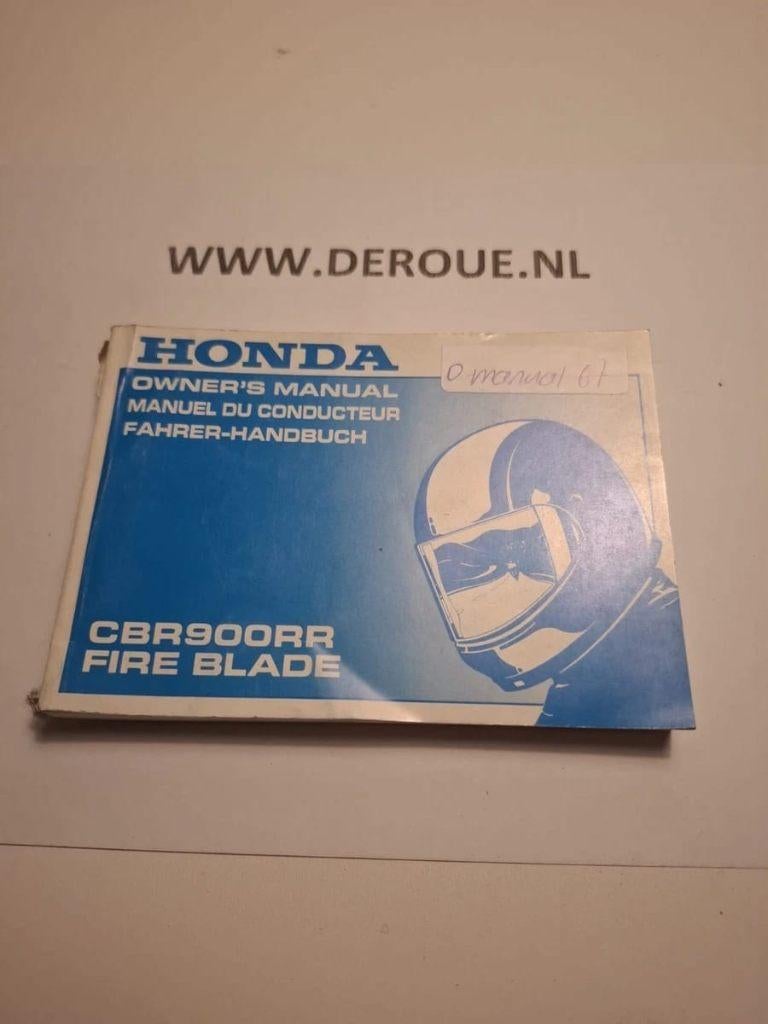 WWW.DEROUE.NL
HONDA
O manual 67
OWNER'S MANUAL
MANUEL DU CONDUCTEUR
FAHRER-HANDBUCH
CBR900RR
FIRE BLADE